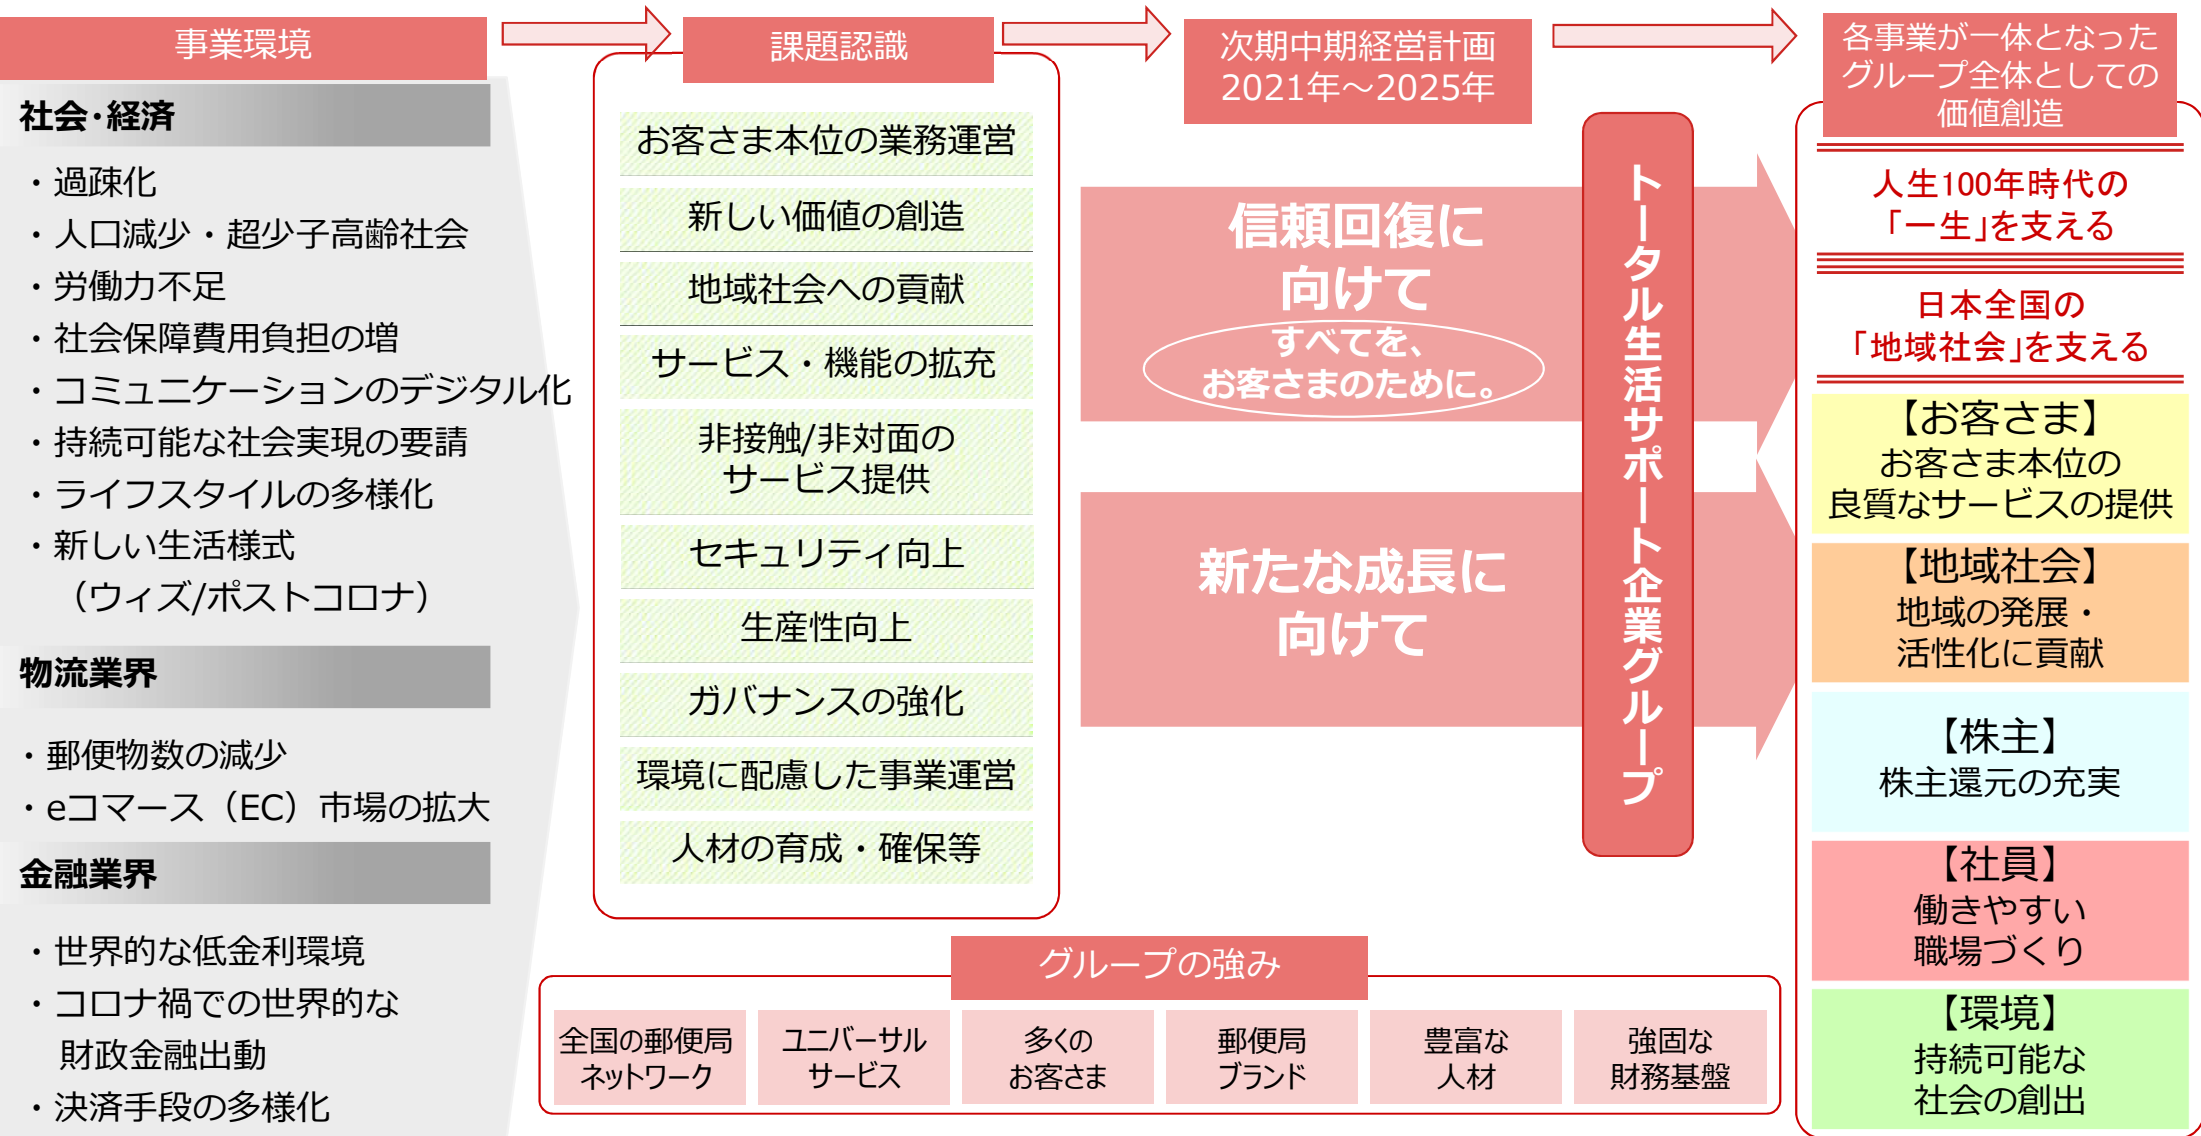 事業環境
社会・経済
・過疎化
・人口減少・超少子高齢社会
・労働力不足
・社会保障費用負担の増
・コミュニケーションのデジタル化
・持続可能な社会実現の要請
・ライフスタイルの多様化
・新しい生活様式
（ウィズ/ポストコロナ）
物流業界
・郵便物数の減少
・eコマース（EC）市場の拡大
金融業界
・世界的な低金利環境
・コロナ禍での世界的な
財政金融出動
・決済手段の多様化
課題認識
お客さま本位の業務運営
新しい価値の創造
地域社会への貢献
サービス・機能の拡充
非接触/非対面の
サービス提供
セキュリティ向上
生産性向上
ガバナンスの強化
環境に配慮した事業運営
人材の育成・確保等
次期中期経営計画
2021年～2025年
信頼回復に
向けて
すべてを、
お客さまのために。
新たな成長に
向けて
トータル生活サポート企業グループ
グループの強み
全国の郵便局
ネットワーク
ユニバーサル
サービス
多くの
お客さま
郵便局
ブランド
豊富な
人材
強固な
財務基盤
各事業が一体となった
グループ全体としての
価値創造
人生100年時代の
「一生」を支える
日本全国の
「地域社会」を支える
【お客さま】
お客さま本位の
良質なサービスの提供
【地域社会】
地域の発展・
活性化に貢献
【株主】
株主還元の充実
【社員】
働きやすい
職場づくり
【環境】
持続可能な
社会の創出